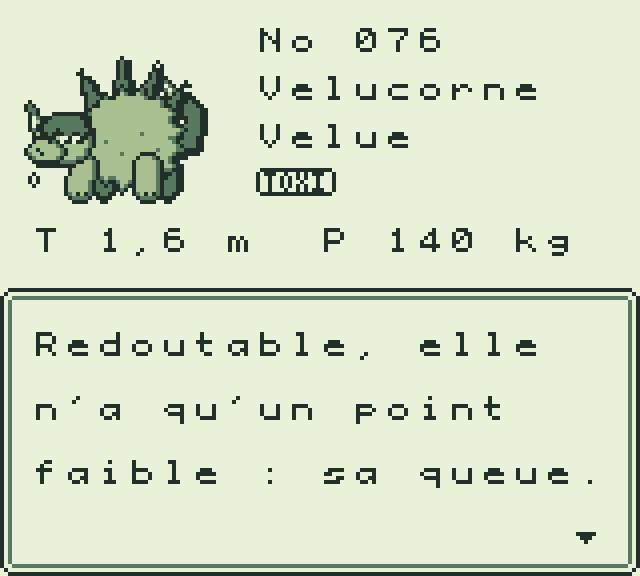 No 076
Velucorne
Velue
TOXI
T 1,6 m P 140 kg
Redoutable, elle
n'a qu'un point
faible : sa queue.